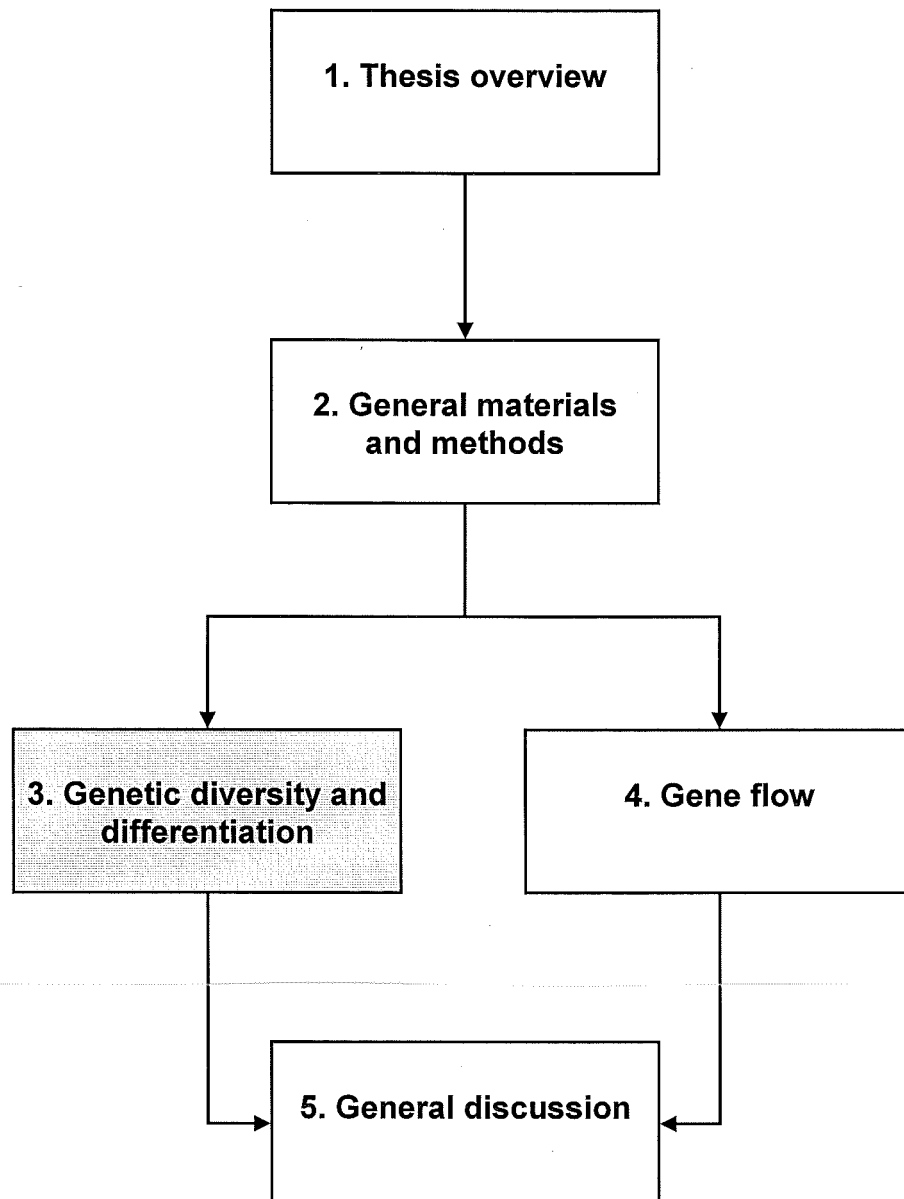 1. Thesis overview
2. General materials
and methods
3. Genetic diversity and
differentiation
4. Gene flow
5. General discussion